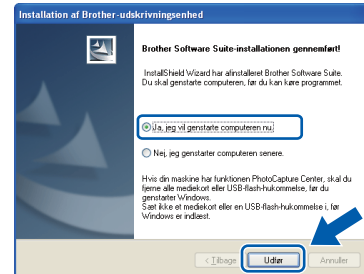 Installation af Brother-udskrivningsenhed
Brother Software Suite-installationen gennemført!
InstallShield Wizard har afinstalleret Brother Software Suite.
Du skal genstarte computeren, før du kan køre programmet.
Ja, jeg vil genstarte computeren nu.
Nej, jeg genstarter computeren senere.
Hvis din maskine har funktionen PhotoCapture Center, skal du
fjerne alle mediekort eller USB-flash-hukommelse, før du
genstarter Windows.
Sæt ikke et mediekort eller en USB-flash-hukommelse i, før
Windows er indlæst.
< Tilbage
Udfør
Annuller